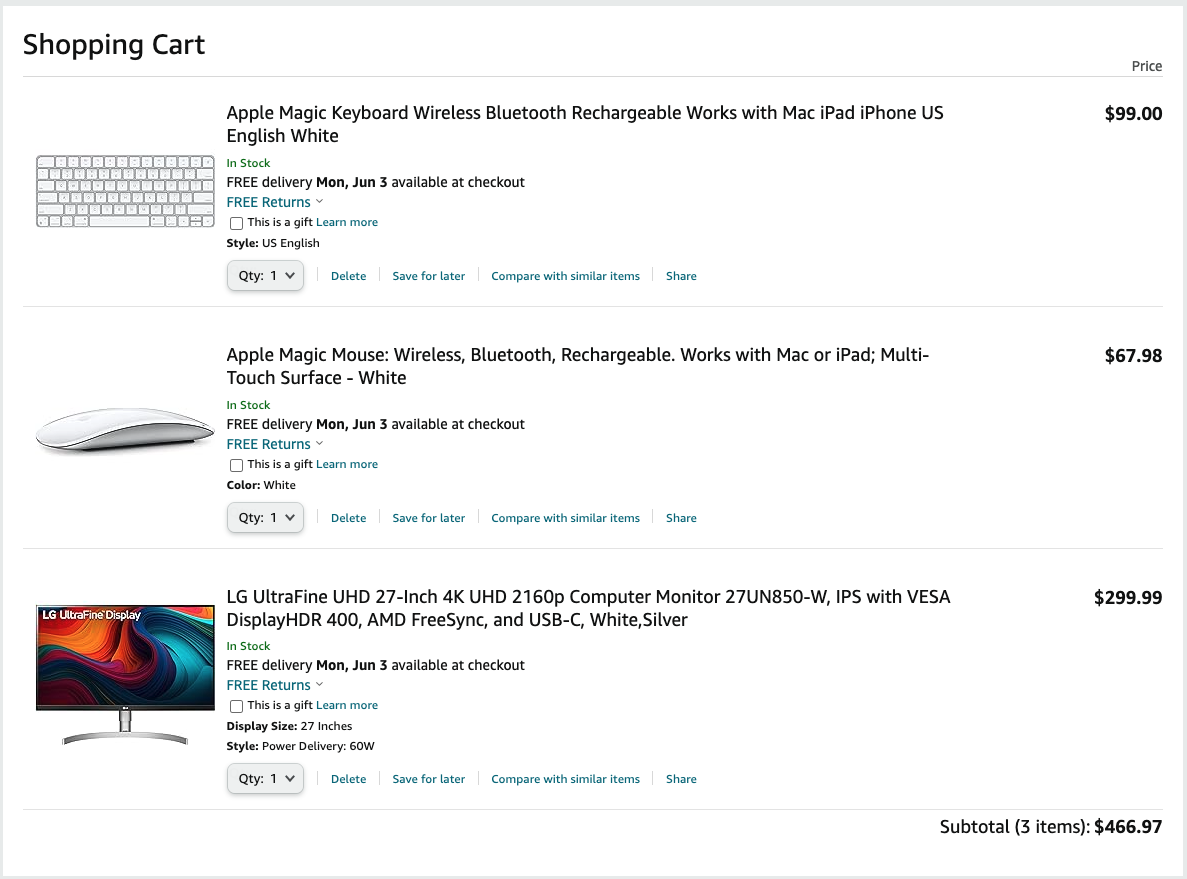 Shopping Cart
Price
Apple Magic Keyboard Wireless Bluetooth Rechargeable Works with Mac iPad iPhone US
English White
$99.00
In Stock
FREE delivery Mon, Jun 3 available at checkout
FREE Returns
This is a gift Learn more
Style: US English
Qty: 1 Delete Save for later Compare with similar items Share
Apple Magic Mouse: Wireless, Bluetooth, Rechargeable. Works with Mac or iPad; Multi-
Touch Surface - White
$67.98
In Stock
FREE delivery Mon, Jun 3 available at checkout
FREE Returns
This is a gift Learn more
Color: White
Qty: 1 Delete Save for later Compare with similar items Share
LG UltraFine Display
LG UltraFine UHD 27-Inch 4K UHD 2160p Computer Monitor 27UN850-W, IPS with VESA
DisplayHDR 400, AMD FreeSync, and USB-C, White,Silver
$299.99
In Stock
FREE delivery Mon, Jun 3 available at checkout
FREE Returns
This is a gift Learn more
Display Size: 27 Inches
Style: Power Delivery: 60W
Qty: 1 Delete Save for later Compare with similar items Share
Subtotal (3 items): $466.97